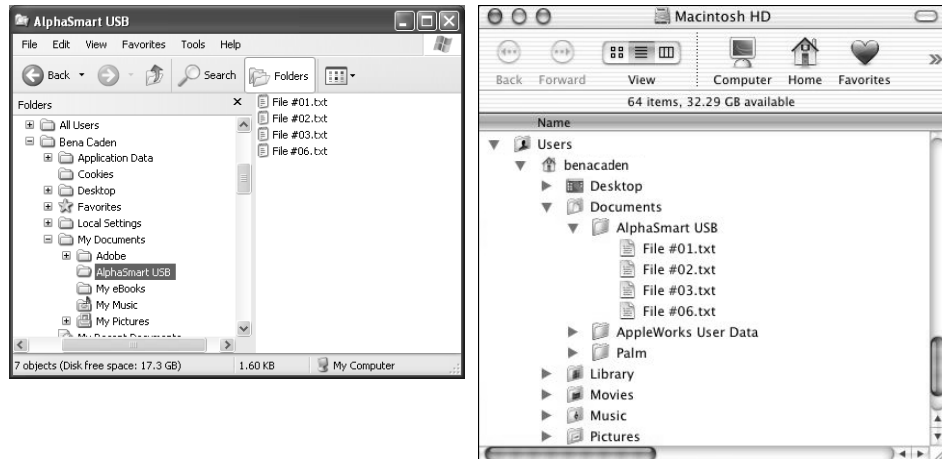 AlphaSmart USB
File Edit View Favorites Tools Help
Back Search Folders
Folders
All Users
Bena Caden
Application Data
Cookies
Desktop
Favorites
Local Settings
My Documents
Adobe
AlphaSmart USB
My eBooks
My Music
My Pictures
My Recent Documents
File #01.txt
File #02.txt
File #03.txt
File #06.txt
7 objects (Disk free space: 17.3 GB) 1.60 KB My Computer
Macintosh HD
Back Forward View Computer Home Favorites
64 items, 32.29 GB available
Name
Users
benacaden
Desktop
Documents
AlphaSmart USB
File #01.txt
File #02.txt
File #03.txt
File #06.txt
AppleWorks User Data
Palm
Library
Movies
Music
Pictures